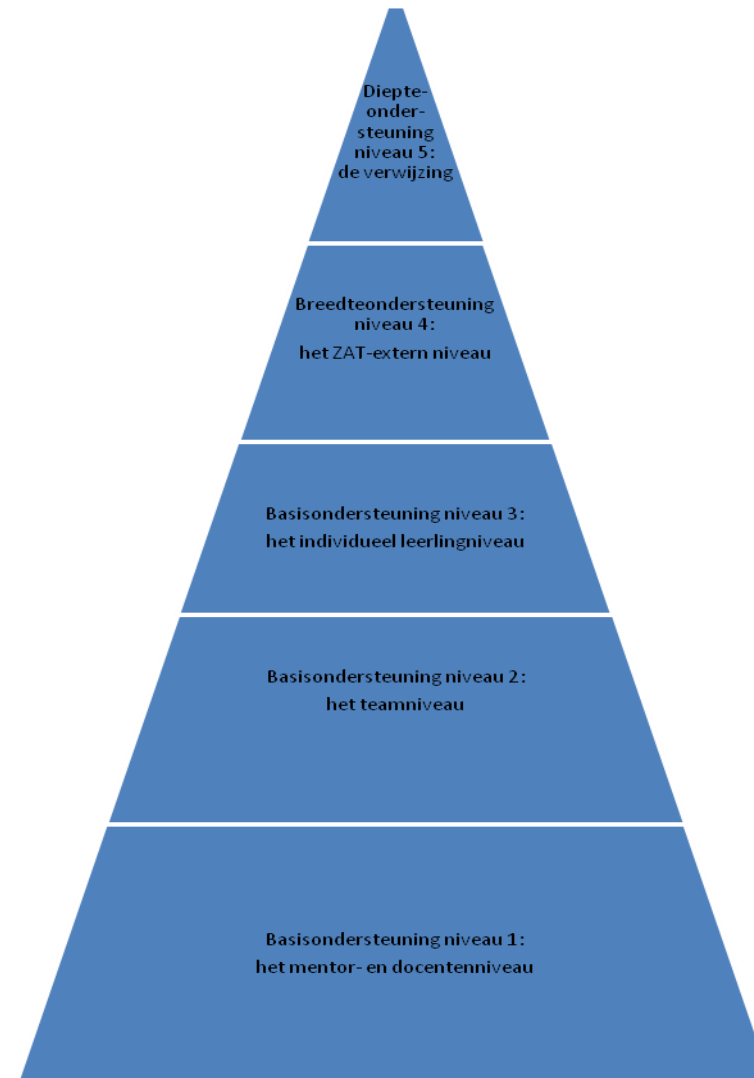 Diepte-
onder-
steuning
niveau 5:
de verwijzing
Breedteondersteuning
niveau 4:
het ZAT-extern niveau
Basisondersteuning niveau 3:
het individueel leerlingniveau
Basisondersteuning niveau 2:
het teamniveau
Basisondersteuning niveau 1:
het mentor- en docentenniveau